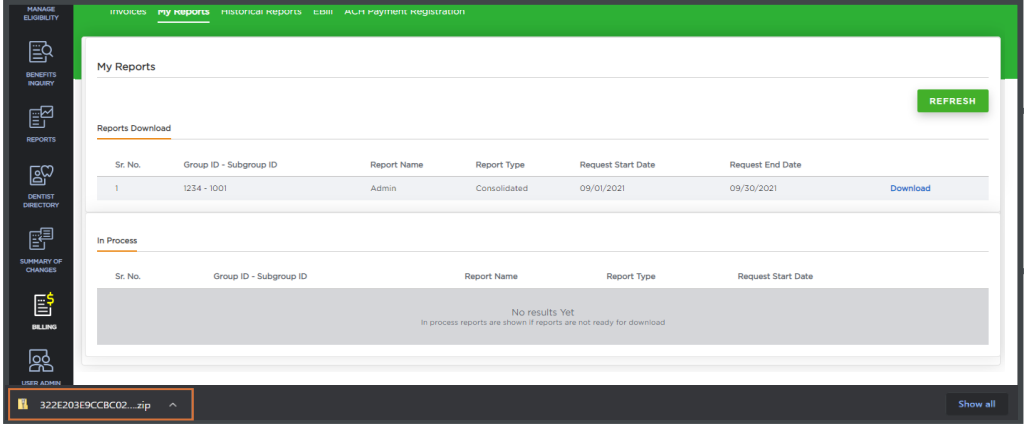 MANAGE
ELIGIBILITY
Invoices My Reports Historical Reports EBill ACH Payment Registration
BENEFITS
INQUIRY
REPORTS
DENTIST
DIRECTORY
SUMMARY OF
CHANGES
BILLING
USER ADMIN
My Reports
REFRESH
Reports Download
Sr. No. Group ID - Subgroup ID Report Name Report Type Request Start Date Request End Date
1 1234 - 1001 Admin Consolidated 09/01/2021 09/30/2021 Download
In Process
Sr. No. Group ID - Subgroup ID Report Name Report Type Request Start Date
No results Yet
In process reports are shown if reports are not ready for download
322E203E9CCBC02....zip
Show all